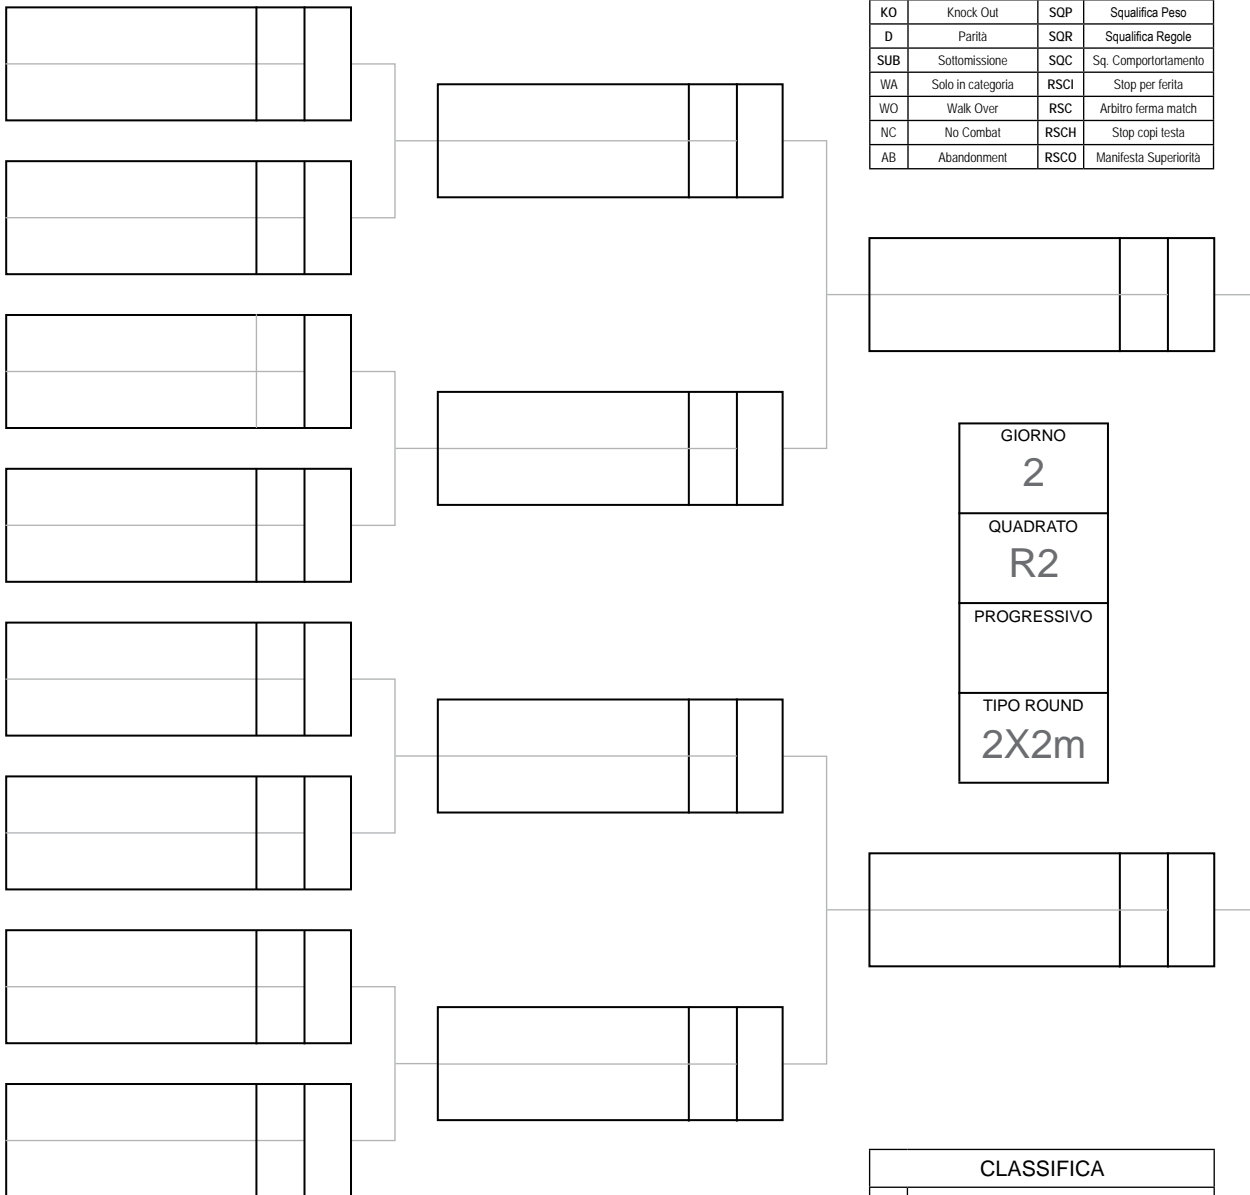 KO Knock Out SQP Squalifica Peso
D Parità SQR Squalifica Regole
SUB Sottomissione SQC Sq. Comportortamento
WA Solo in categoria RSCI Stop per ferita
WO Walk Over RSC Arbitro ferma match
NC No Combat RSCH Stop copi testa
AB Abandonment RSCO Manifesta Superiorità
GIORNO
2
QUADRATO
R2
PROGRESSIVO
TIPO ROUND
2X2m
CLASSIFICA